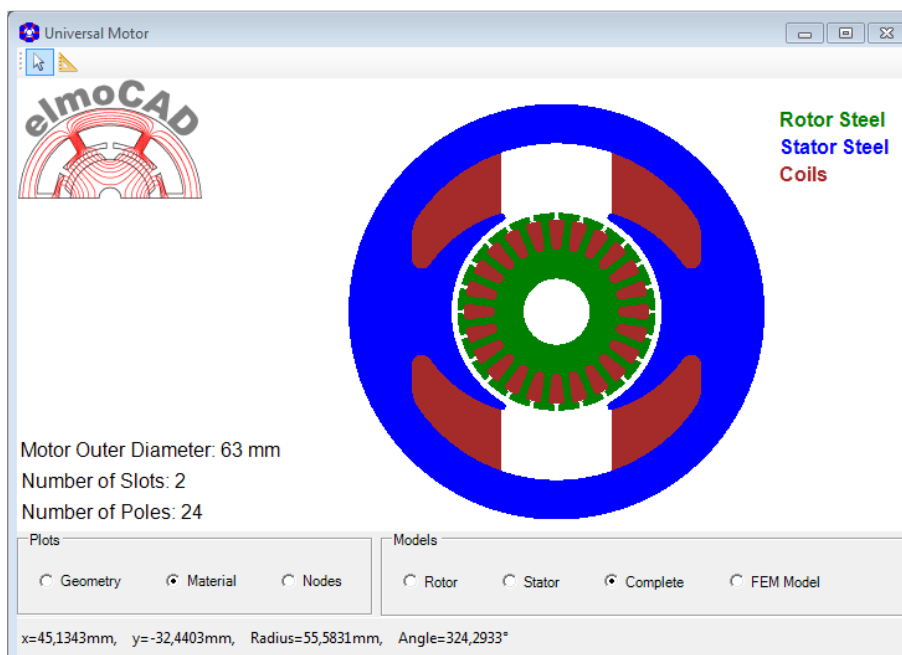 Universal Motor
elmoCAD
Rotor Steel
Stator Steel
Coils
Motor Outer Diameter: 63 mm
Number of Slots: 2
Number of Poles: 24
Plots
Geometry
Material
Nodes
Models
Rotor
Stator
Complete
FEM Model
x=45,1343mm, y=-32,4403mm, Radius=55,5831mm, Angle=324,2933°